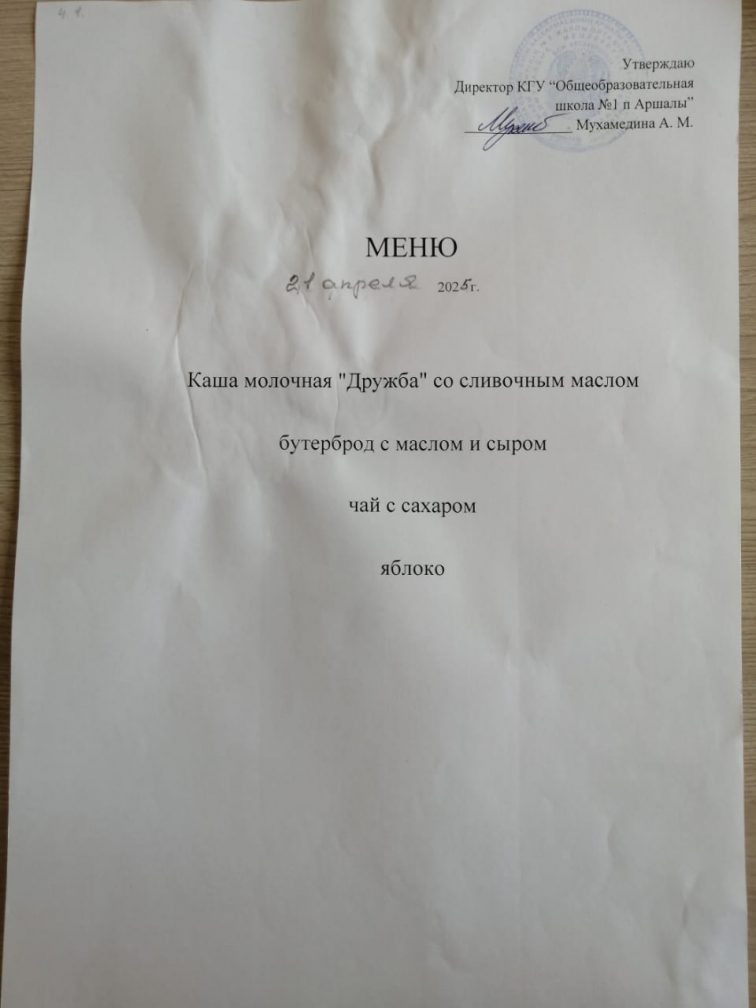 ч. 1.
Утверждаю
Директор КГУ “Общеобразовательная
школа №1 п Аршалы”
Мухамедина А. М.
МЕНЮ
21 апреля 2025г.
Каша молочная "Дружба" со сливочным маслом
бутерброд с маслом и сыром
чай с сахаром
яблоко